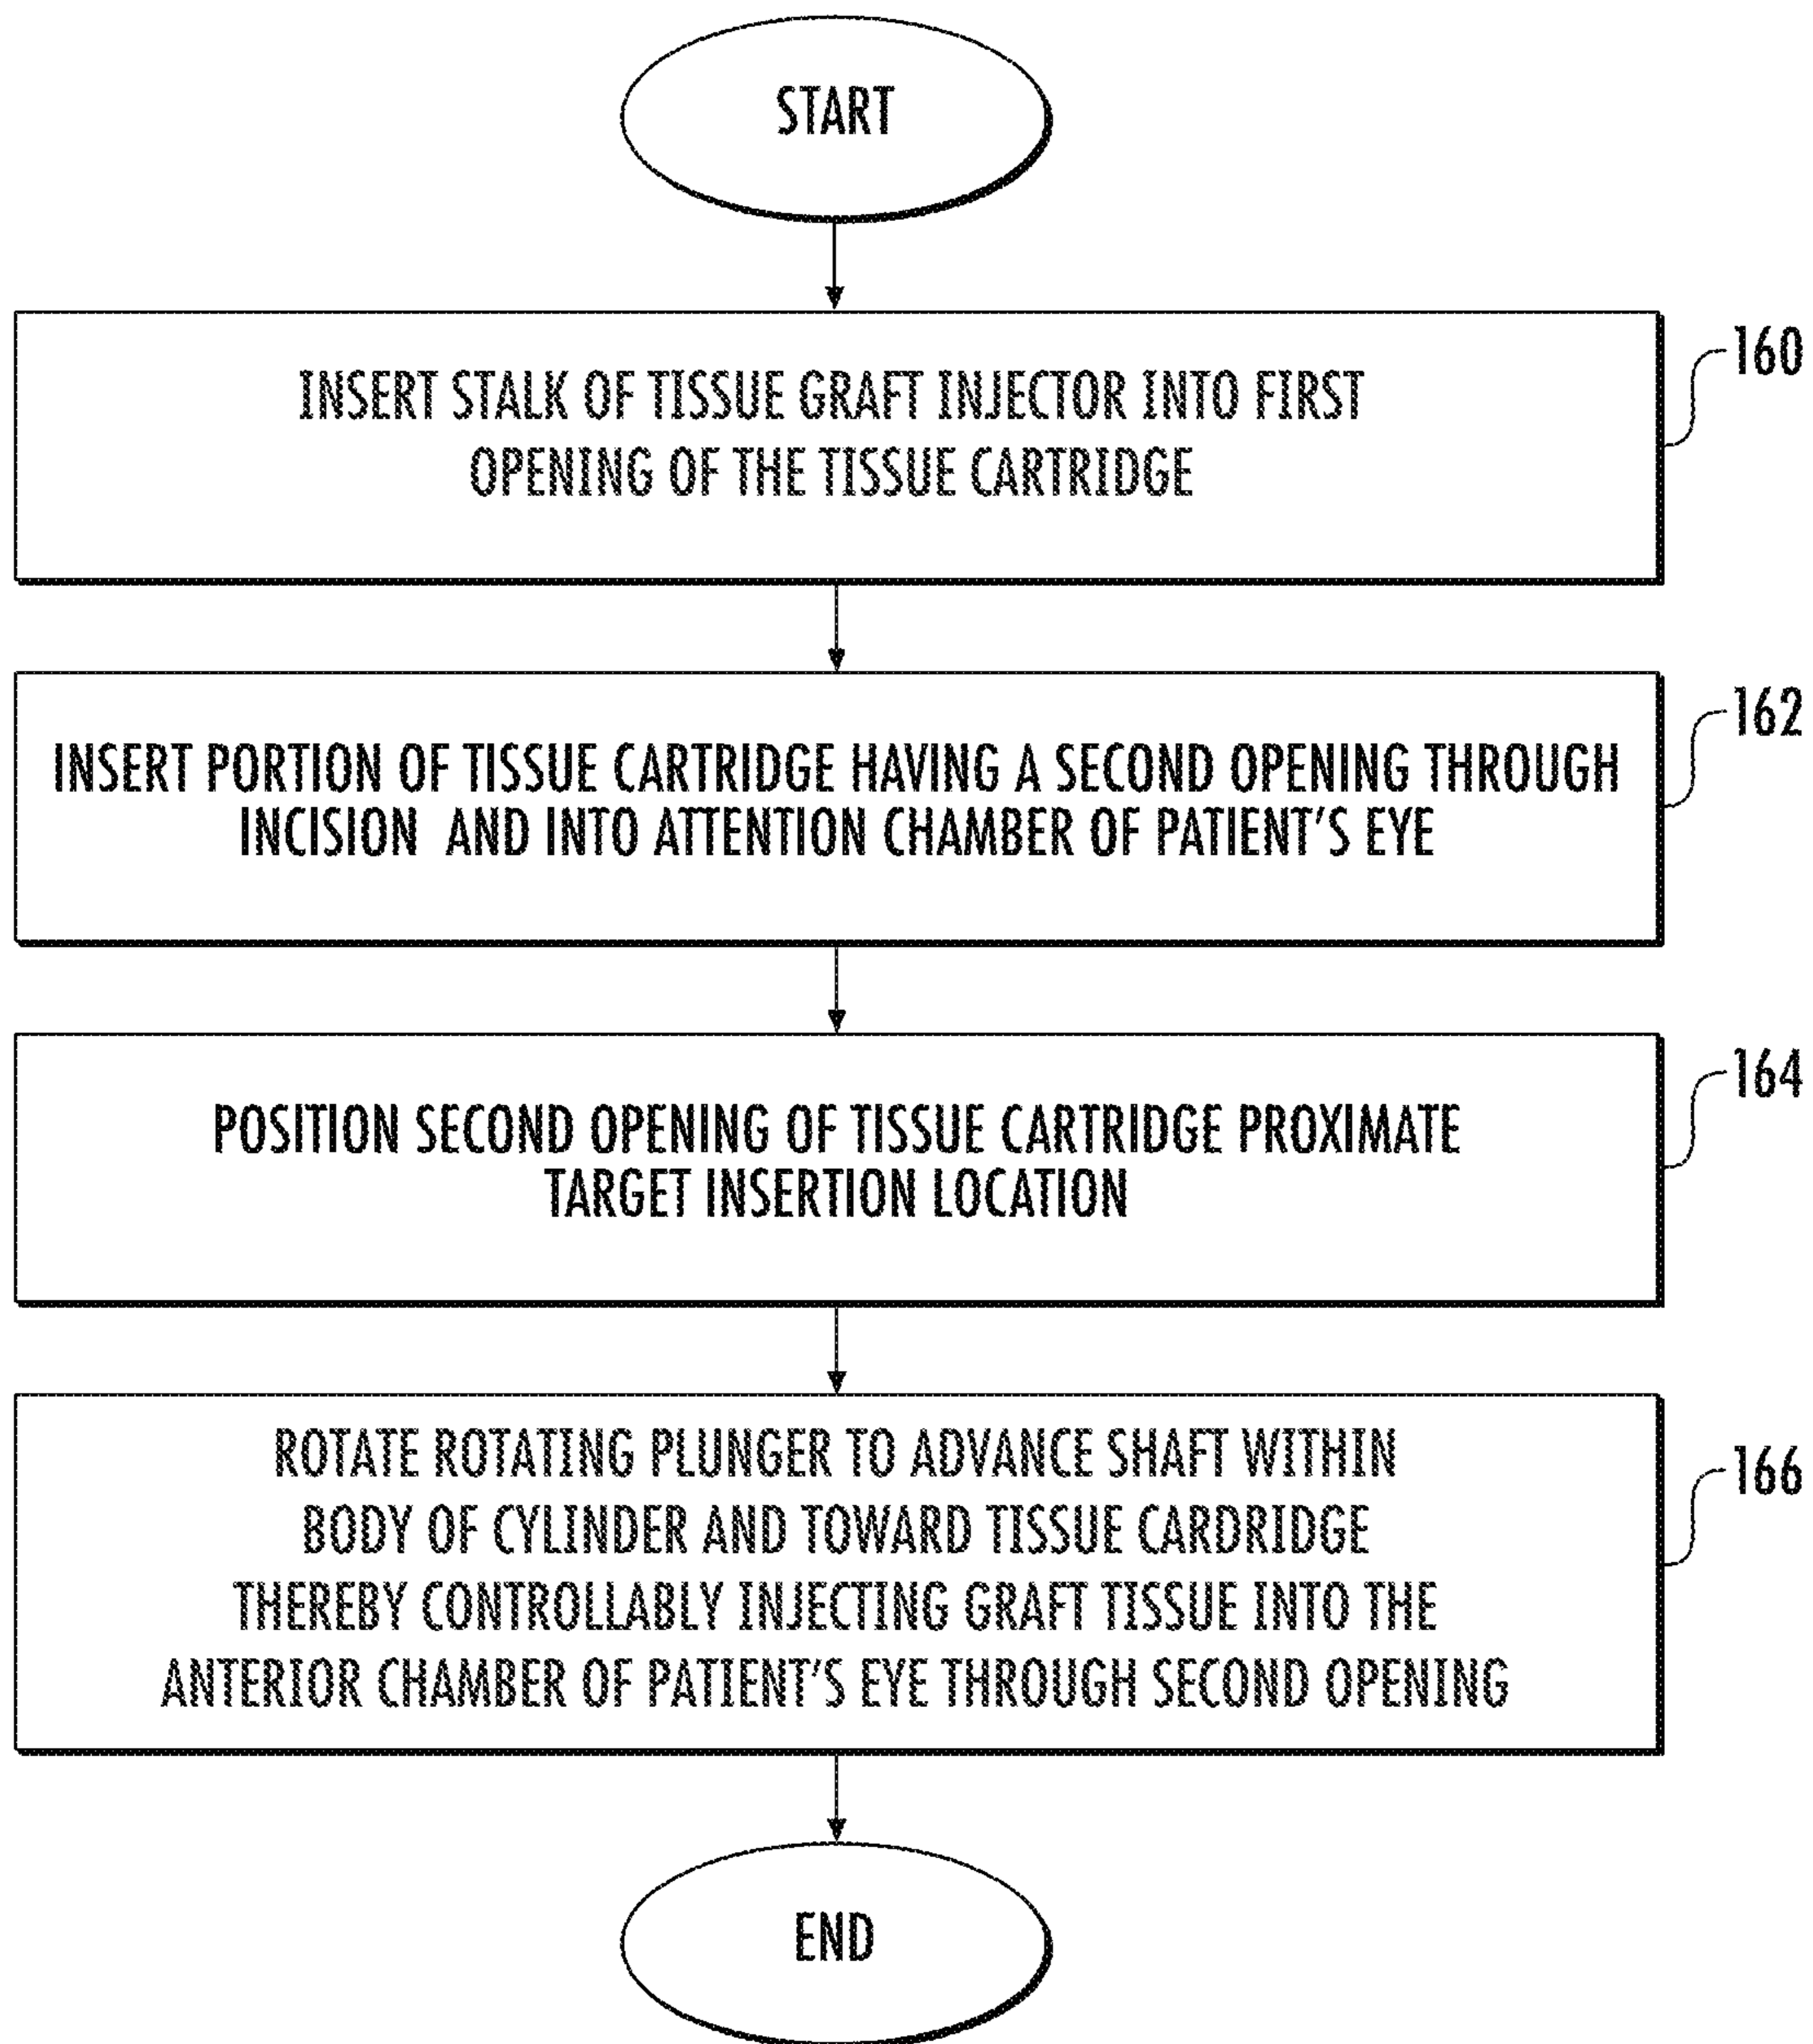 START
INSERT STALK OF TISSUE GRAFT INJECTOR INTO FIRST
OPENING OF THE TISSUE CARTRIDGE
160
INSERT PORTION OF TISSUE CARTRIDGE HAVING A SECOND OPENING THROUGH
INCISION AND INTO ATTENTION CHAMBER OF PATIENT'S EYE
162
POSITION SECOND OPENING OF TISSUE CARTRIDGE PROXIMATE
TARGET INSERTION LOCATION
164
ROTATE ROTATING PLUNGER TO ADVANCE SHAFT WITHIN
BODY OF CYLINDER AND TOWARD TISSUE CARDRIDGE
THEREBY CONTROLLABLY INJECTING GRAFT TISSUE INTO THE
ANTERIOR CHAMBER OF PATIENT'S EYE THROUGH SECOND OPENING
166
END